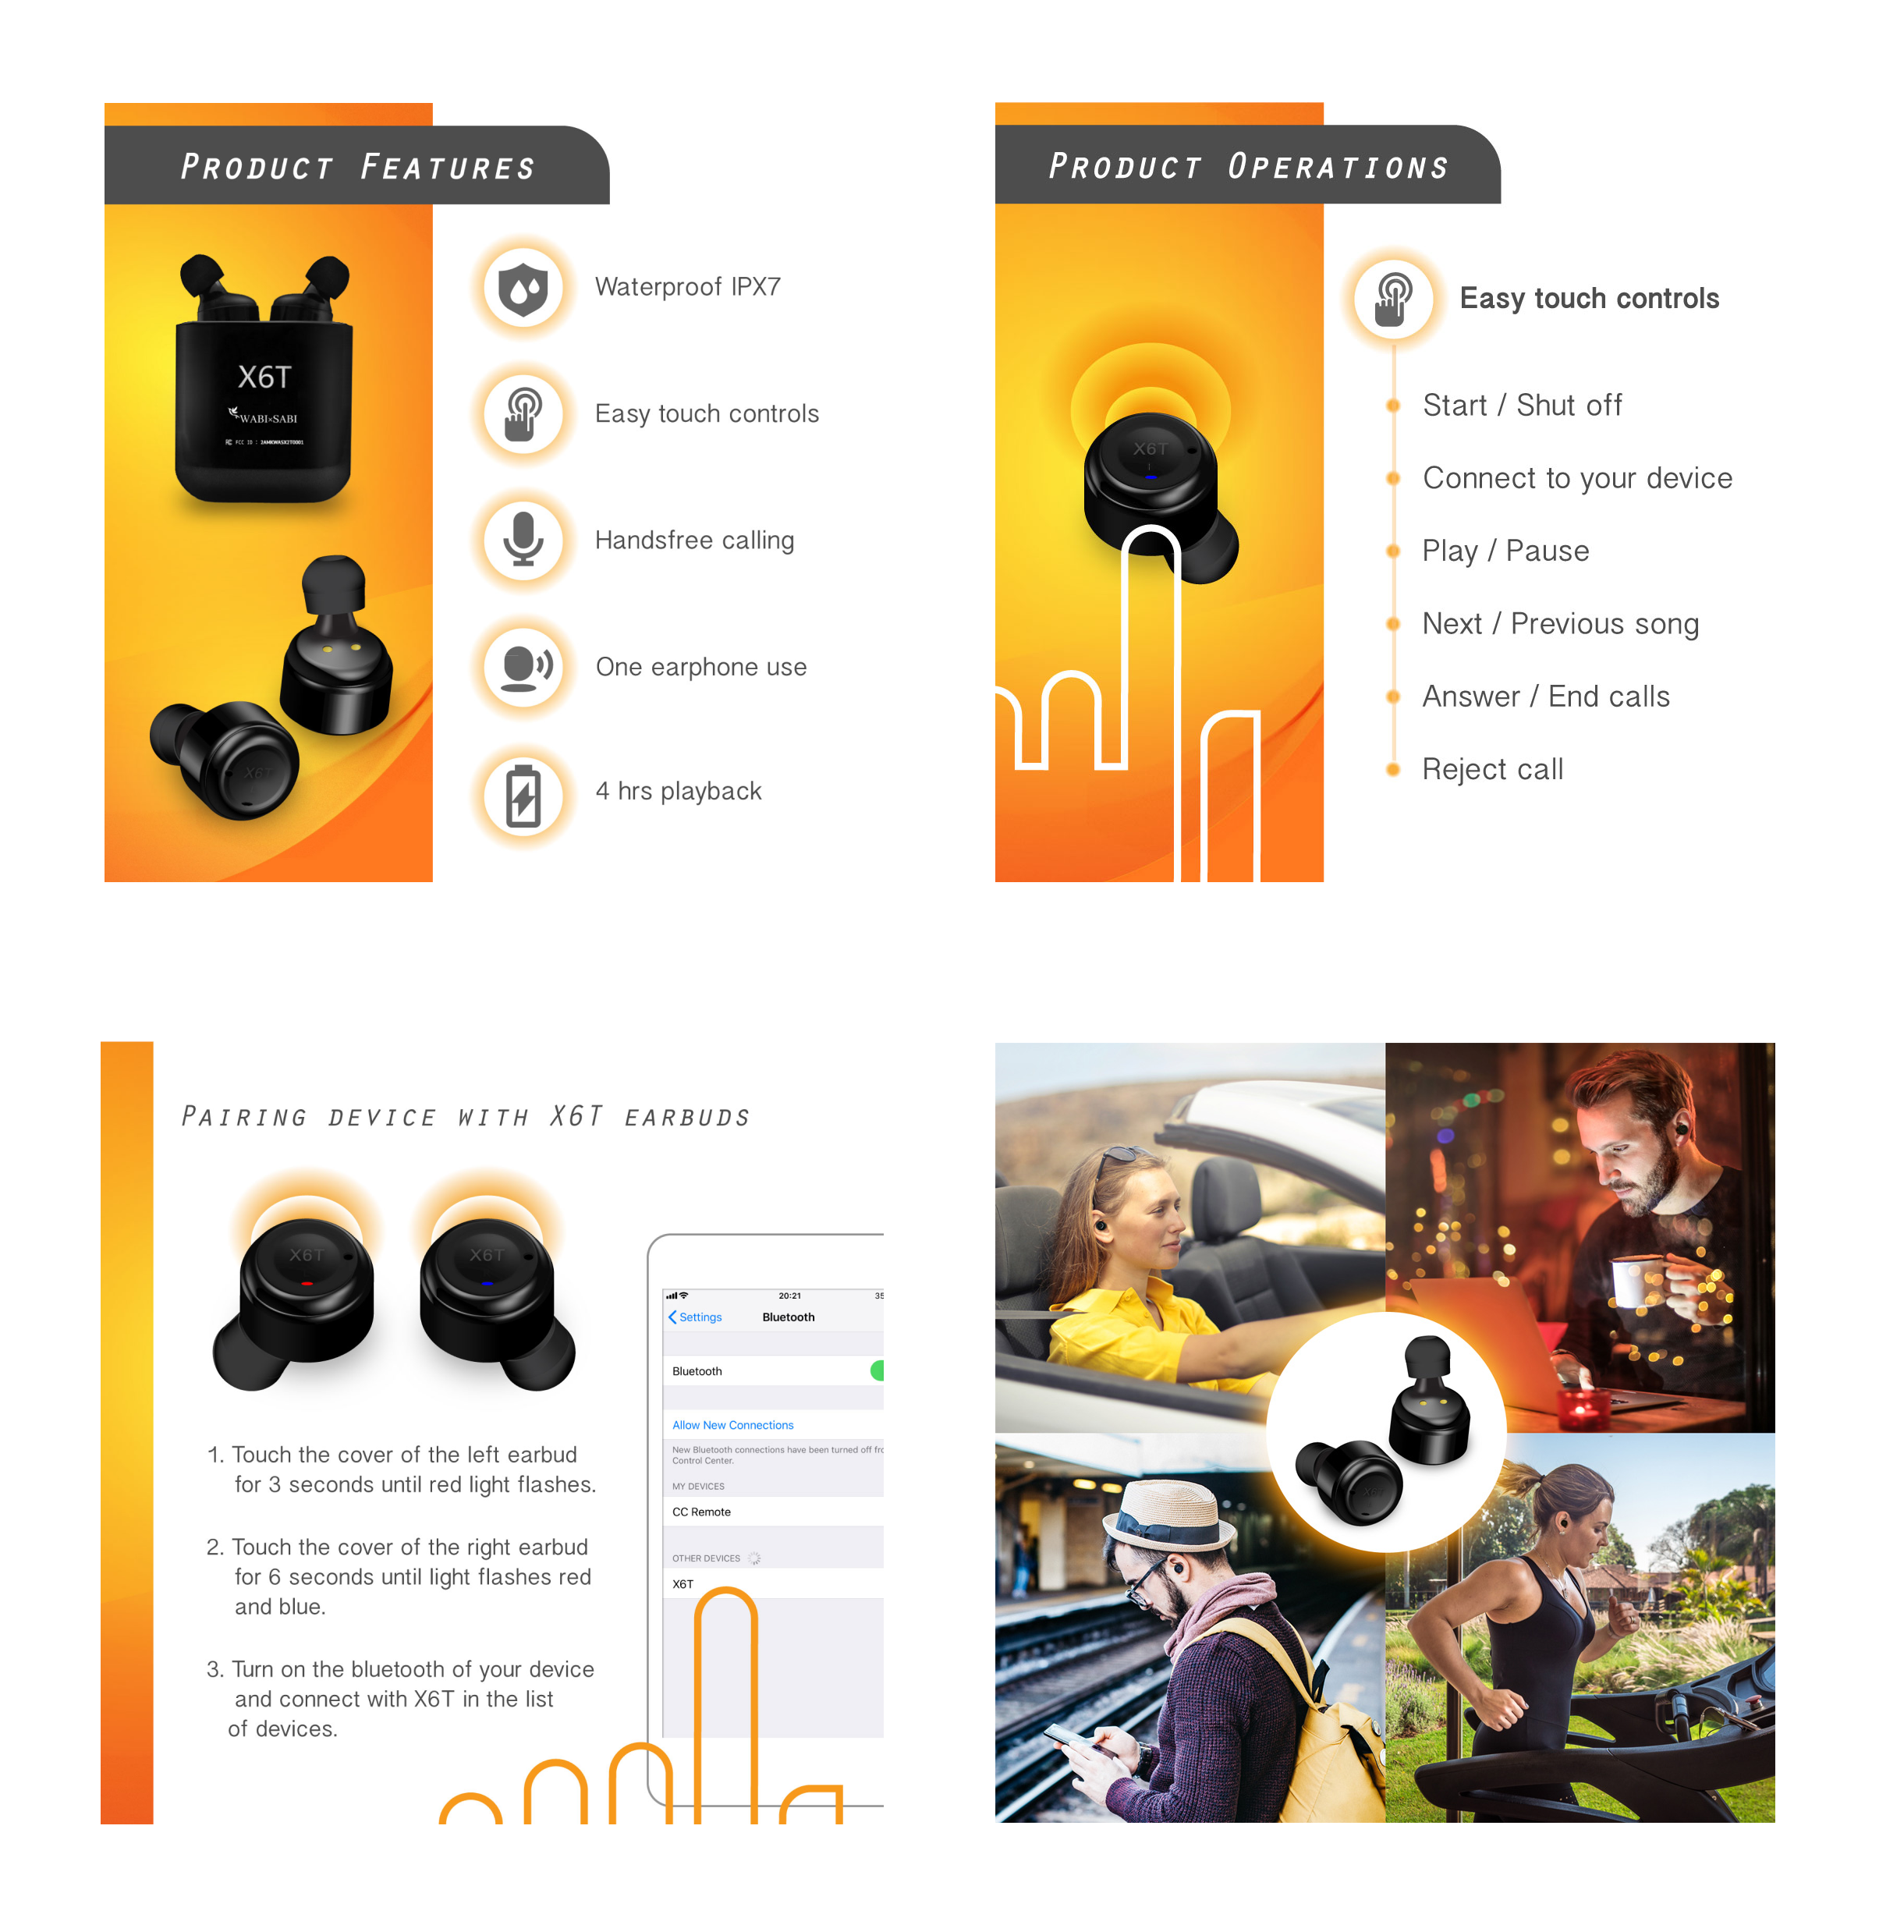 PRODUCT FEATURES
X6T
WABI SABI
Waterproof IPX7
Easy touch controls
Handsfree calling
One earphone use
4 hrs playback
X6T
PRODUCT OPERATIONS
X6T
Easy touch controls
Start / Shut off
Connect to your device
Play / Pause
Next / Previous song
Answer / End calls
Reject call
PAIRING DEVICE WITH X6T EARBUDS
X6T
X6T
1. Touch the cover of the left earbud
for 3 seconds until red light flashes.
2. Touch the cover of the right earbud
for 6 seconds until light flashes red
and blue.
3. Turn on the bluetooth of your device
and connect with X6T in the list
of devices.
20:21
35
Settings
Bluetooth
Bluetooth
Allow New Connections
New Bluetooth connections have been turned off
Control Center.
MY DEVICES
CC Remote
OTHER DEVICES
X6T
X6T